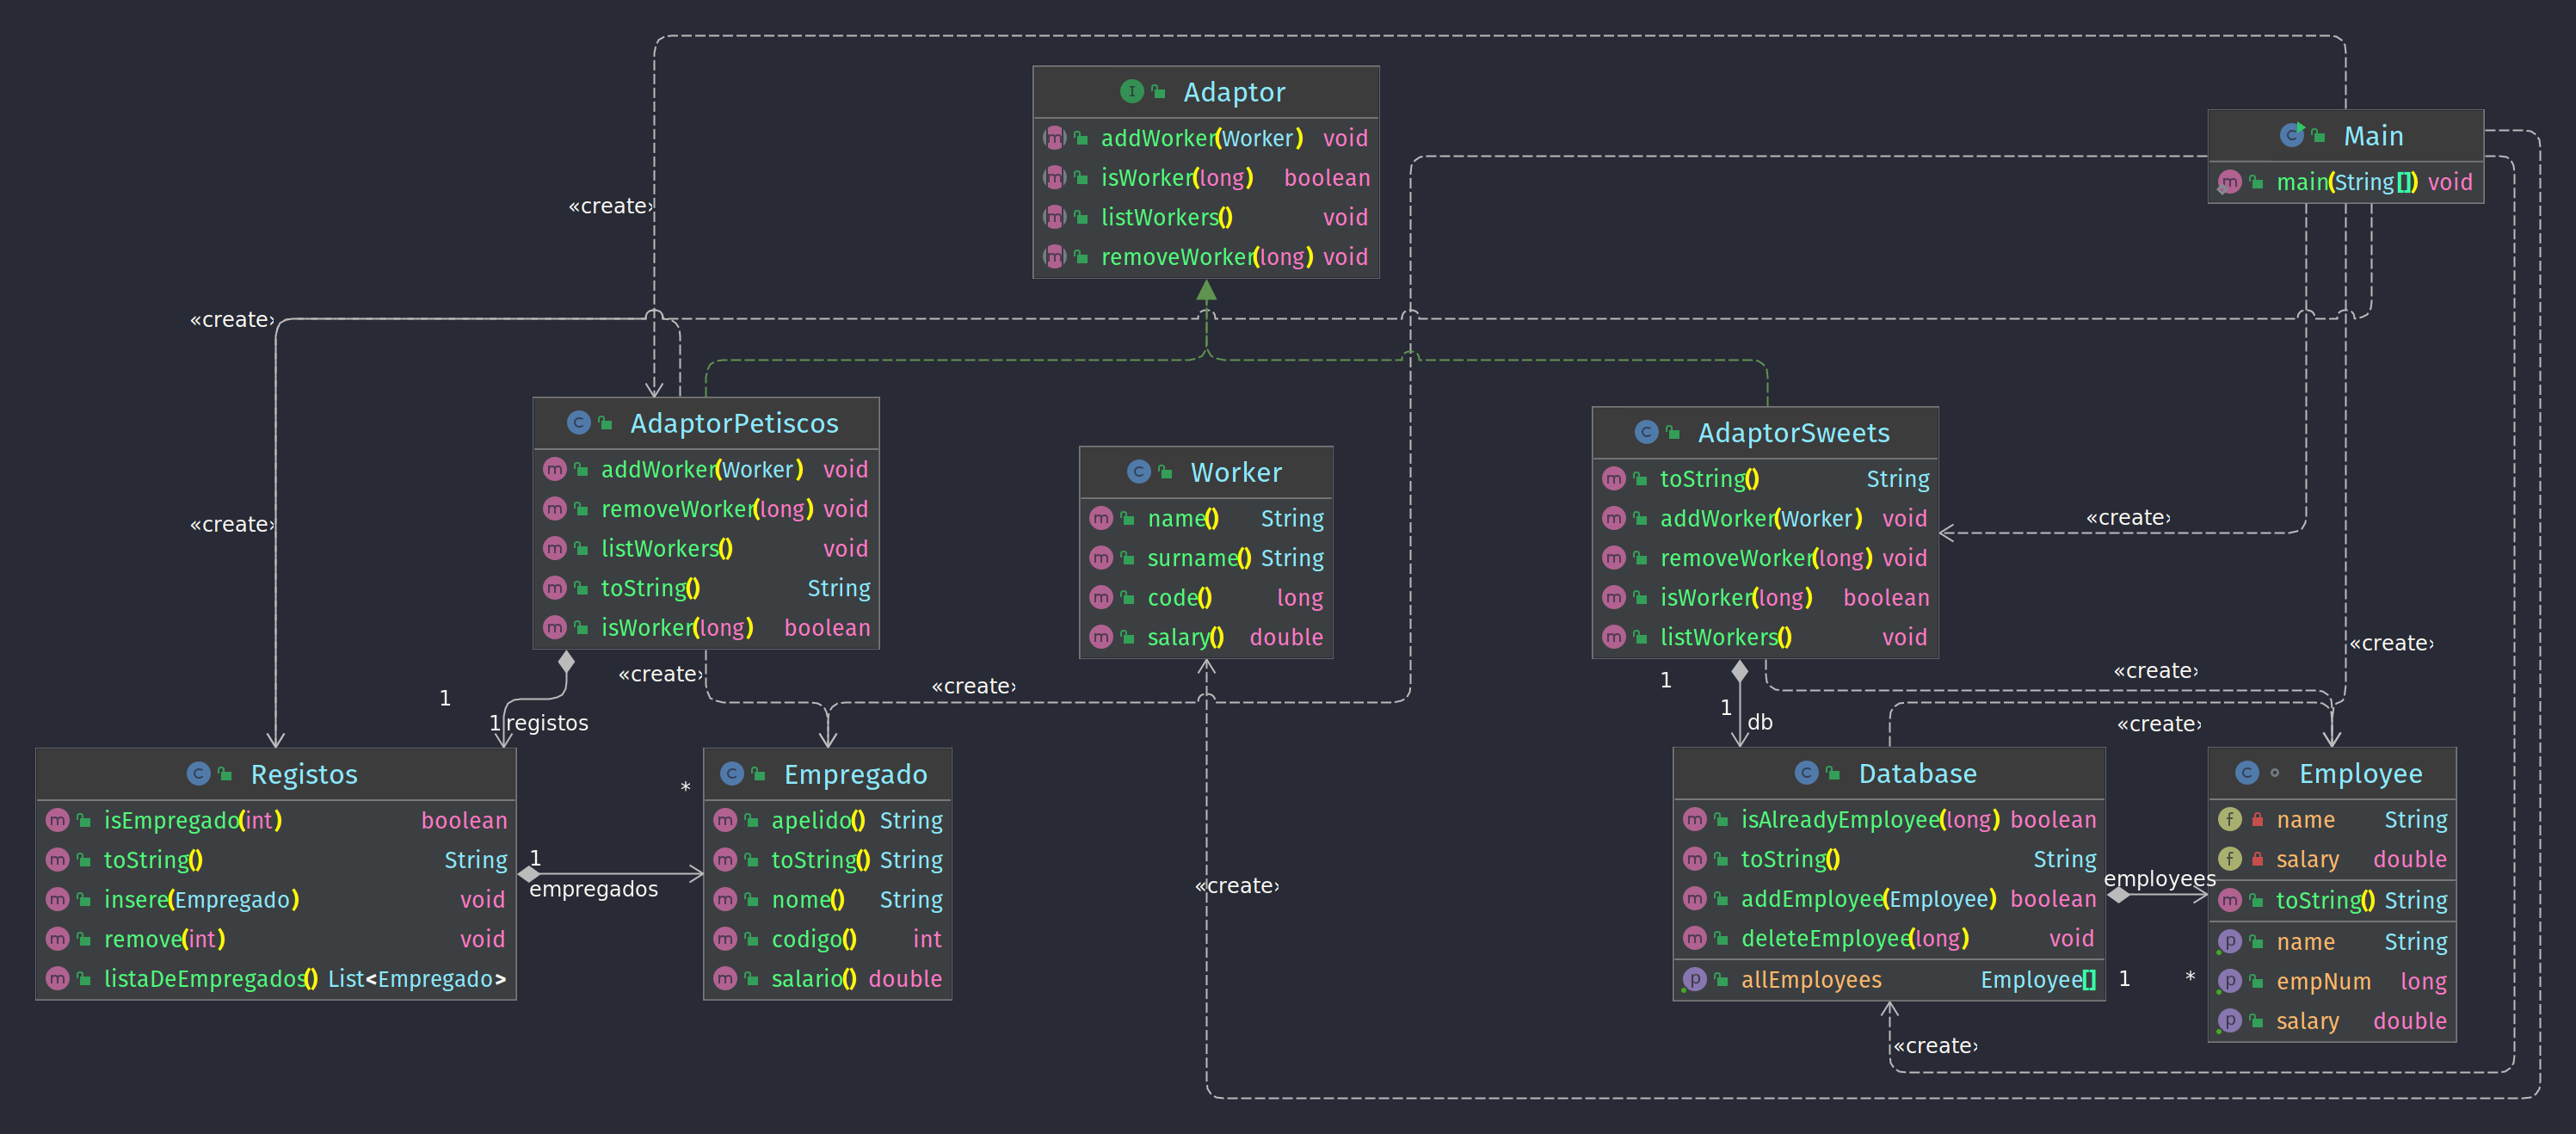 Adaptor
addWorker(Worker) void
isWorker(long) boolean
listWorkers() void
removeWorker(long) void
Main
main(String[]) void
«create»
«create»
«create»
AdaptorPetiscos
addWorker(Worker) void
removeWorker(long) void
listWorkers() void
toString() String
isWorker(long) boolean
Worker
name() String
surname() String
code() long
salary() double
AdaptorSweets
toString() String
addWorker(Worker) void
removeWorker(long) void
isWorker(long) boolean
listWorkers() void
«create»
«create»
«create»
«create»
«create»
«create»
1
1 registos
1
1
db
Registos
isEmpregado(int) boolean
toString() String
insere(Empregado) void
remove(int) void
listaDeEmpregados() List<Empregado>
*
1
empregados
Empregado
apelido() String
toString() String
nome() String
codigo() int
salario() double
«create»
Database
isAlreadyEmployee(long) boolean
toString() String
addEmployee(Employee) boolean
deleteEmployee(long) void
allEmployees Employee[]
employees
1
*
Employee
name String
salary double
toString() String
name String
empNum long
salary double
«create»